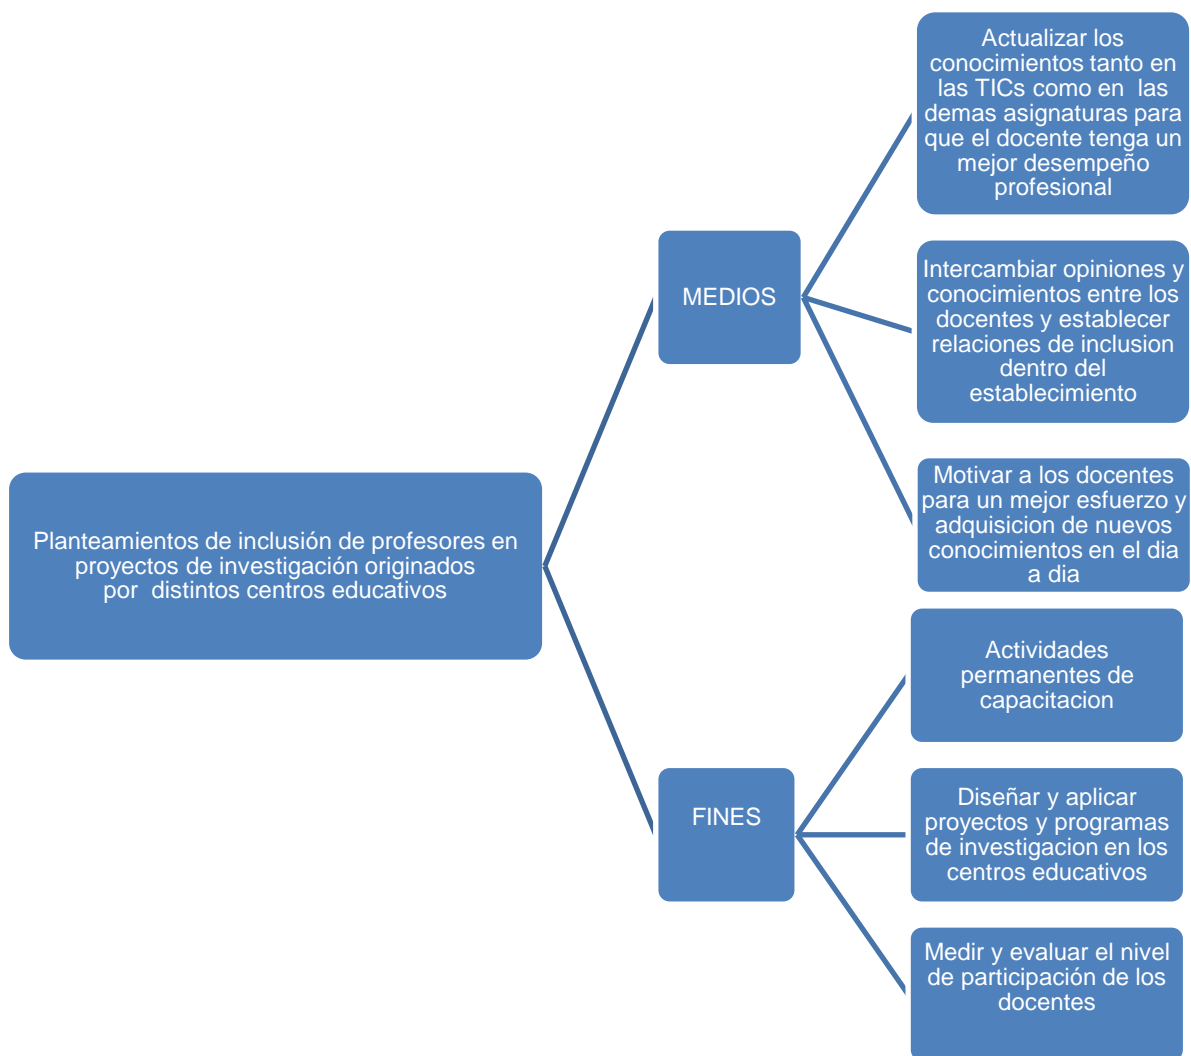 Planteamientos de inclusión de profesores en
proyectos de investigación originados
por distintos centros educativos
MEDIOS
Actualizar los
conocimientos tanto en
las TICs como en las
demas asignaturas para
que el docente tenga un
mejor desempeño
profesional
Intercambiar opiniones y
conocimientos entre los
docentes y establecer
relaciones de inclusion
dentro del
establecimiento
Motivar a los docentes
para un mejor esfuerzo y
adquisicion de nuevos
conocimientos en el dia
a dia
FINES
Actividades
permanentes de
capacitacion
Diseñar y aplicar
proyectos y programas
de investigacion en los
centros educativos
Medir y evaluar el nivel
de participación de los
docentes